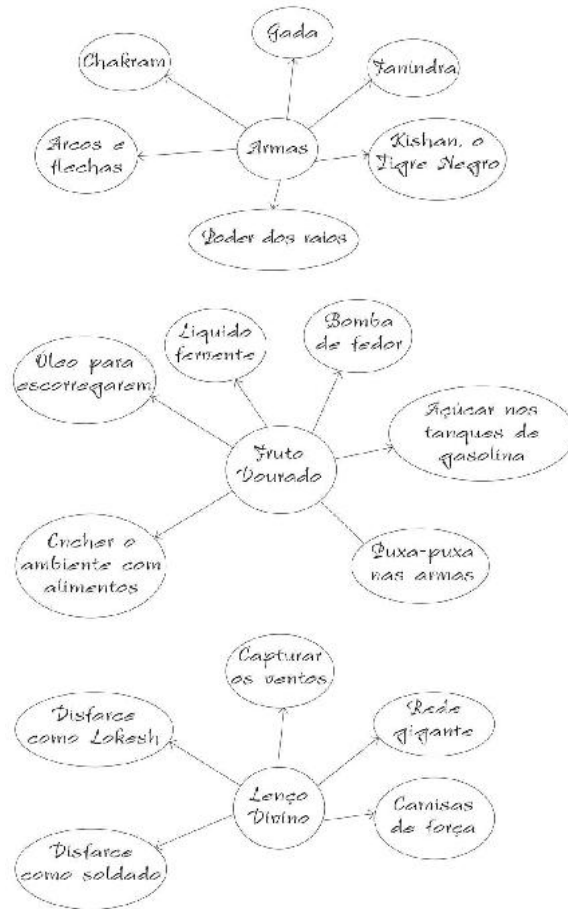 Gada
Chakram
Fanindra
Arcos e
flechas
Armas
Kishan, o
Tigre Negro
Poder dos raios
Líquido
fervente
Bomba
de fedor
Óleo para
escorregarem
Açúcar nos
tanques de
gasolina
Fruto
Dourado
Encher o
ambiente com
alimentos
Puxa-puxa
nas armas
Capturar
os ventos
Disfarce
como Lokesh
Rede
gigante
Lenço
Divino
Camisas
de força
Disfarce
como soldado